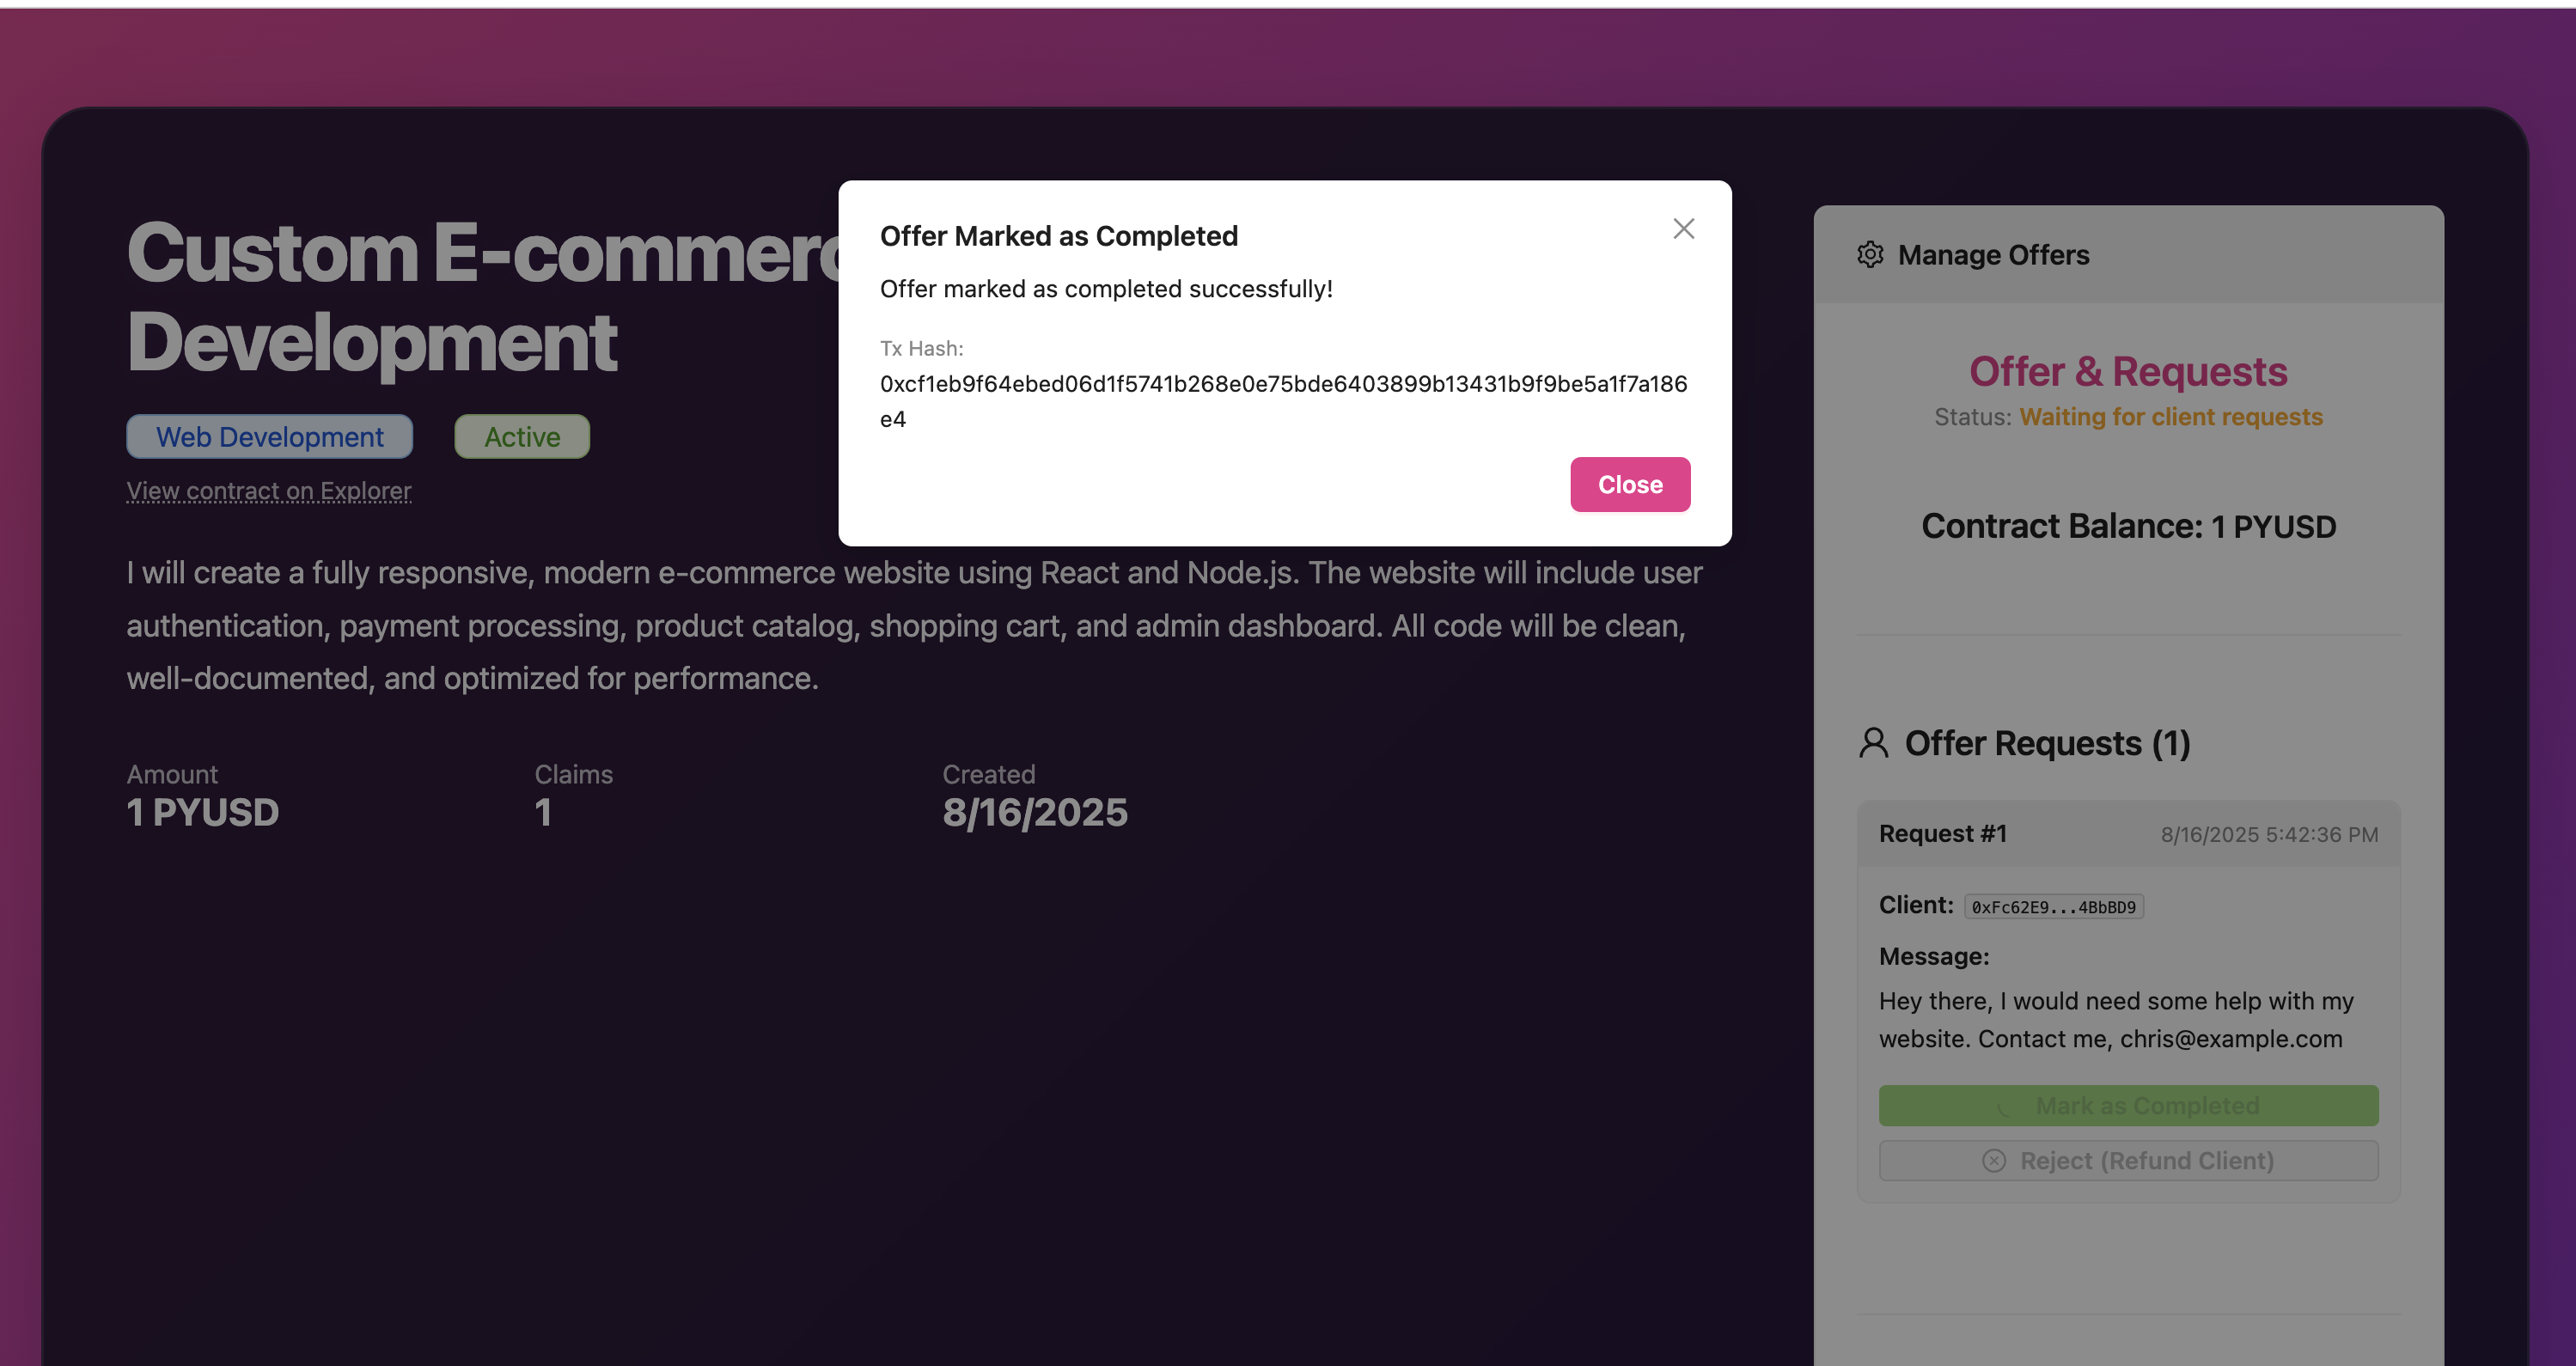 Custom E-commerc
Development
Web Development
Active
View contract on Explorer
I will create a fully responsive, modern e-commerce website using React and Node.js. The website will include user
authentication, payment processing, product catalog, shopping cart, and admin dashboard. All code will be clean,
well-documented, and optimized for performance.
Amount
1 PYUSD
Claims
1
Created
8/16/2025
Offer Marked as Completed
Offer marked as completed successfully!
Tx Hash:
0xcf1eb9f64ebed06d1f5741b268e0e75bde6403899b13431b9f9be5a1f7a186
e4
Close
Manage Offers
Offer & Requests
Status: Waiting for client requests
Contract Balance: 1 PYUSD
Offer Requests (1)
Request #1
8/16/2025 5:42:36 PM
Client: 0xFc62E9...4BbBD9
Message:
Hey there, I would need some help with my
website. Contact me, chris@example.com
Mark as Completed
Reject (Refund Client)